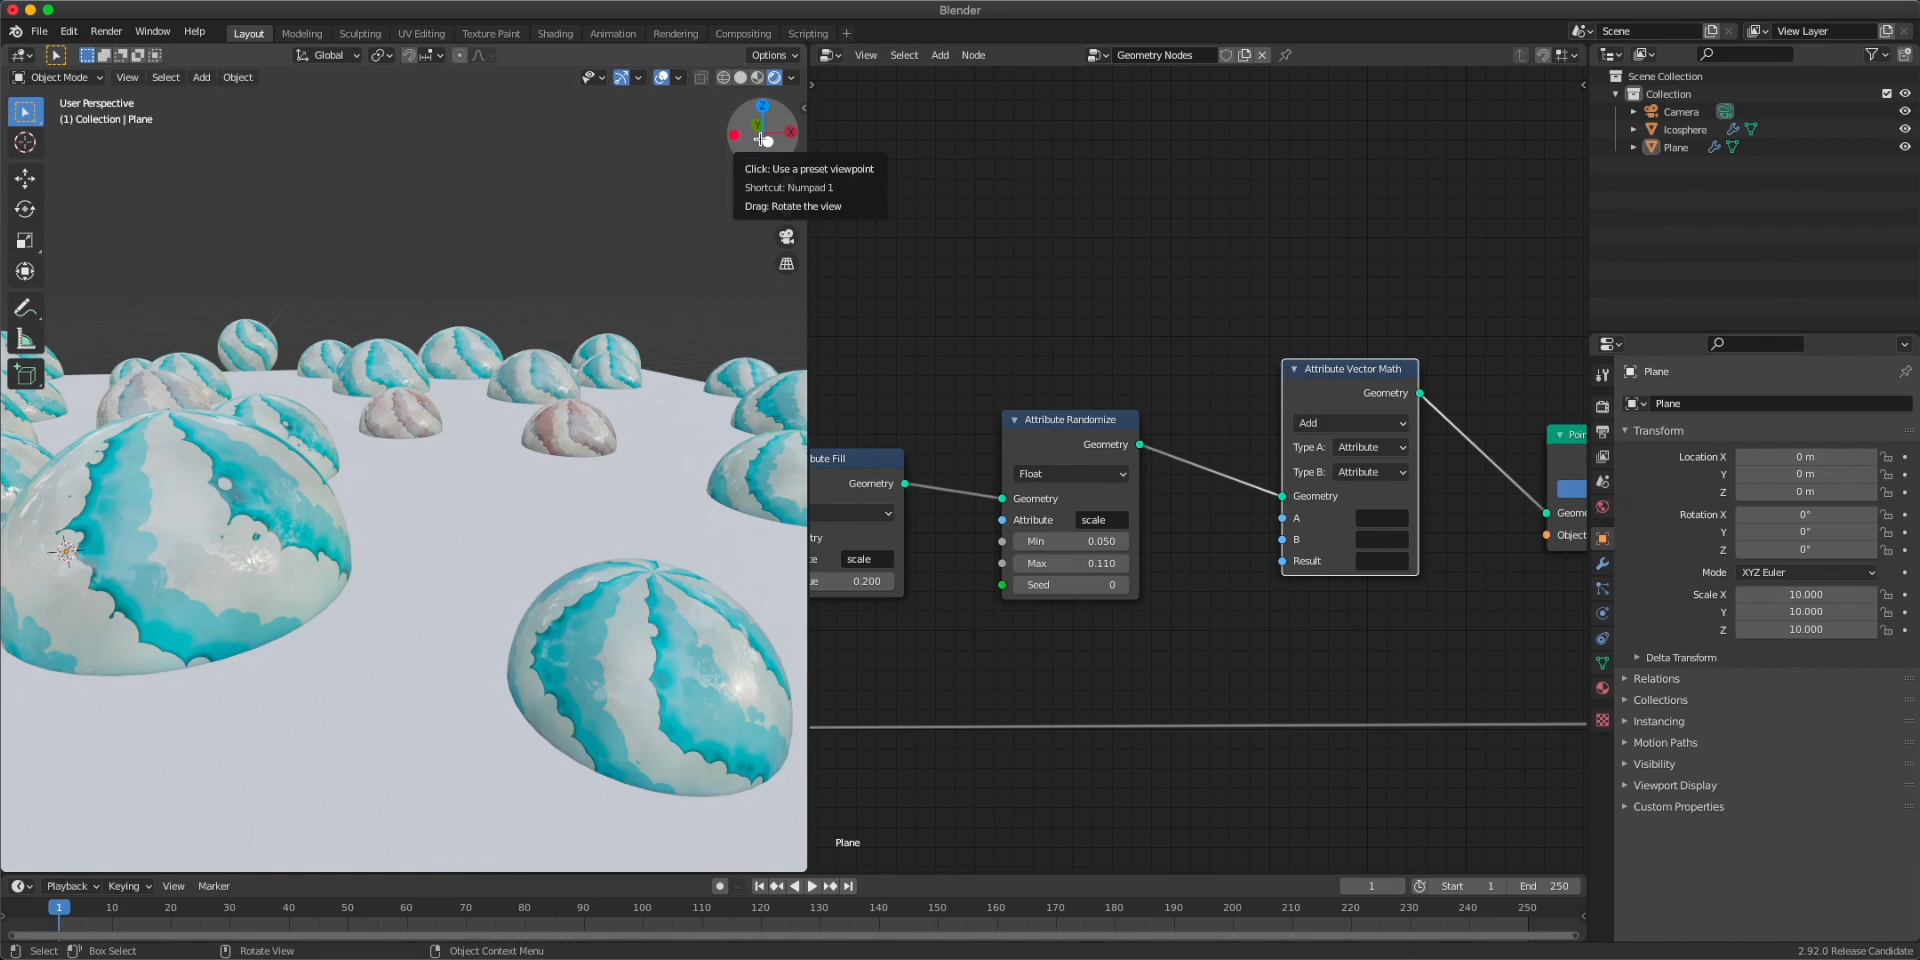 Blender
File Edit Render Window Help
Layout Modeling Sculpting UV Editing Texture Paint Shading Animation Rendering Compositing Scripting +
Scene
View Layer
Global
Options
View Select Add Node
Geometry Nodes
Object Mode View Select Add Object
User Perspective
(1) Collection | Plane
Z
Y
X
Click: Use a preset viewpoint
Shortcut: Numpad 1
Drag: Rotate the view
Scene Collection
Collection
Camera
Icosphere
Plane
bute Fill
Geometry
try
te scale
ue 0.200
Attribute Randomize
Geometry
Float
Geometry
Attribute scale
Min 0.050
Max 0.110
Seed 0
Attribute Vector Math
Geometry
Add
Type A: Attribute
Type B: Attribute
Geometry
A
B
Result
Poin
Geome
Object
Plane
Plane
Plane
Transform
Location X 0 m
Y 0 m
Z 0 m
Rotation X 0°
Y 0°
Z 0°
Mode XYZ Euler
Scale X 10.000
Y 10.000
Z 10.000
Delta Transform
Relations
Collections
Instancing
Motion Paths
Visibility
Viewport Display
Custom Properties
Playback Keying View Marker
1 Start 1 End 250
1 10 20 30 40 50 60 70 80 90 100 110 120 130 140 150 160 170 180 190 200 210 220 230 240 250
Select Box Select Rotate View Object Context Menu
2.92.0 Release Candidate